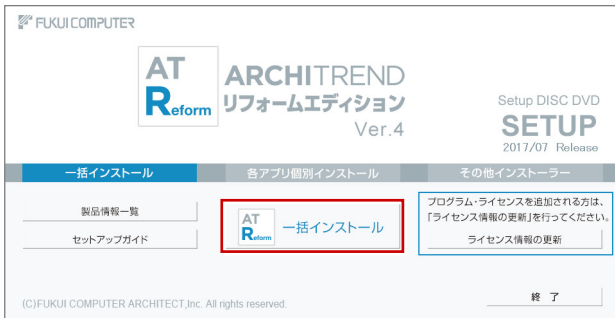 FUKUI COMPUTER
AT
Reform
ARCHITREND
リフォームエディション
Ver.4
Setup DISC DVD
SETUP
2017/07 Release
一括インストール
各アプリ個別インストール
その他インストーラー
製品情報一覧
セットアップガイド
AT
Reform
一括インストール
プログラム・ライセンスを追加される方は、
「ライセンス情報の更新」を行ってください。
ライセンス情報の更新
(C)FUKUI COMPUTER ARCHITECT,Inc. All rights reserved.
終 了